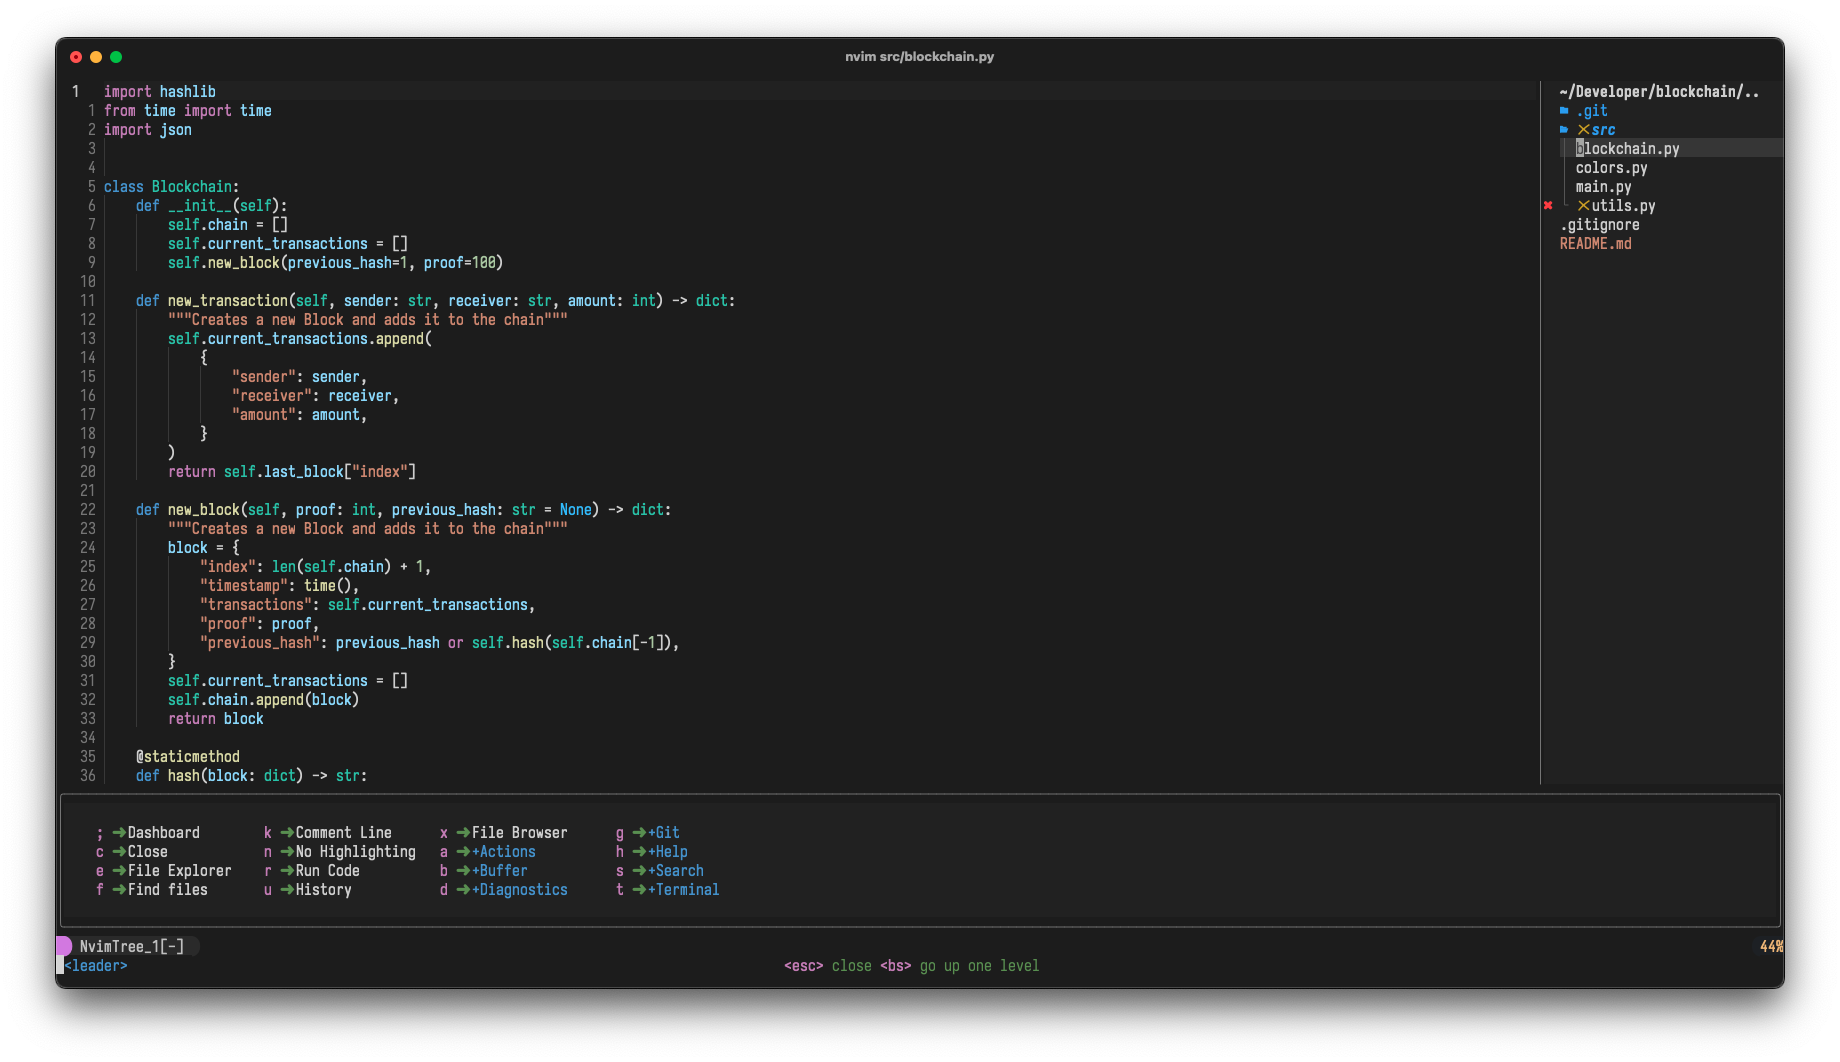 nvim src/blockchain.py
1 import hashlib
1 from time import time
2 import json
3
4
5 class Blockchain:
6 def __init__(self):
7 self.chain = []
8 self.current_transactions = []
9 self.new_block(previous_hash=1, proof=100)
10
11 def new_transaction(self, sender: str, receiver: str, amount: int) -> dict:
12 """Creates a new Block and adds it to the chain"""
13 self.current_transactions.append(
14 {
15 "sender": sender,
16 "receiver": receiver,
17 "amount": amount,
18 }
19 )
20 return self.last_block["index"]
21
22 def new_block(self, proof: int, previous_hash: str = None) -> dict:
23 """Creates a new Block and adds it to the chain"""
24 block = {
25 "index": len(self.chain) + 1,
26 "timestamp": time(),
27 "transactions": self.current_transactions,
28 "proof": proof,
29 "previous_hash": previous_hash or self.hash(self.chain[-1]),
30 }
31 self.current_transactions = []
32 self.chain.append(block)
33 return block
34
35 @staticmethod
36 def hash(block: dict) -> str:
~/Developer/blockchain/..
.git
src
blockchain.py
colors.py
main.py
utils.py
.gitignore
README.md
; ➜Dashboard k ➜Comment Line x ➜File Browser g ➜+Git
c ➜Close n ➜No Highlighting a ➜+Actions h ➜+Help
e ➜File Explorer r ➜Run Code b ➜+Buffer s ➜+Search
f ➜Find files u ➜History d ➜+Diagnostics t ➜+Terminal
NvimTree_1[-] 44%
<leader> <esc> close <bs> go up one level